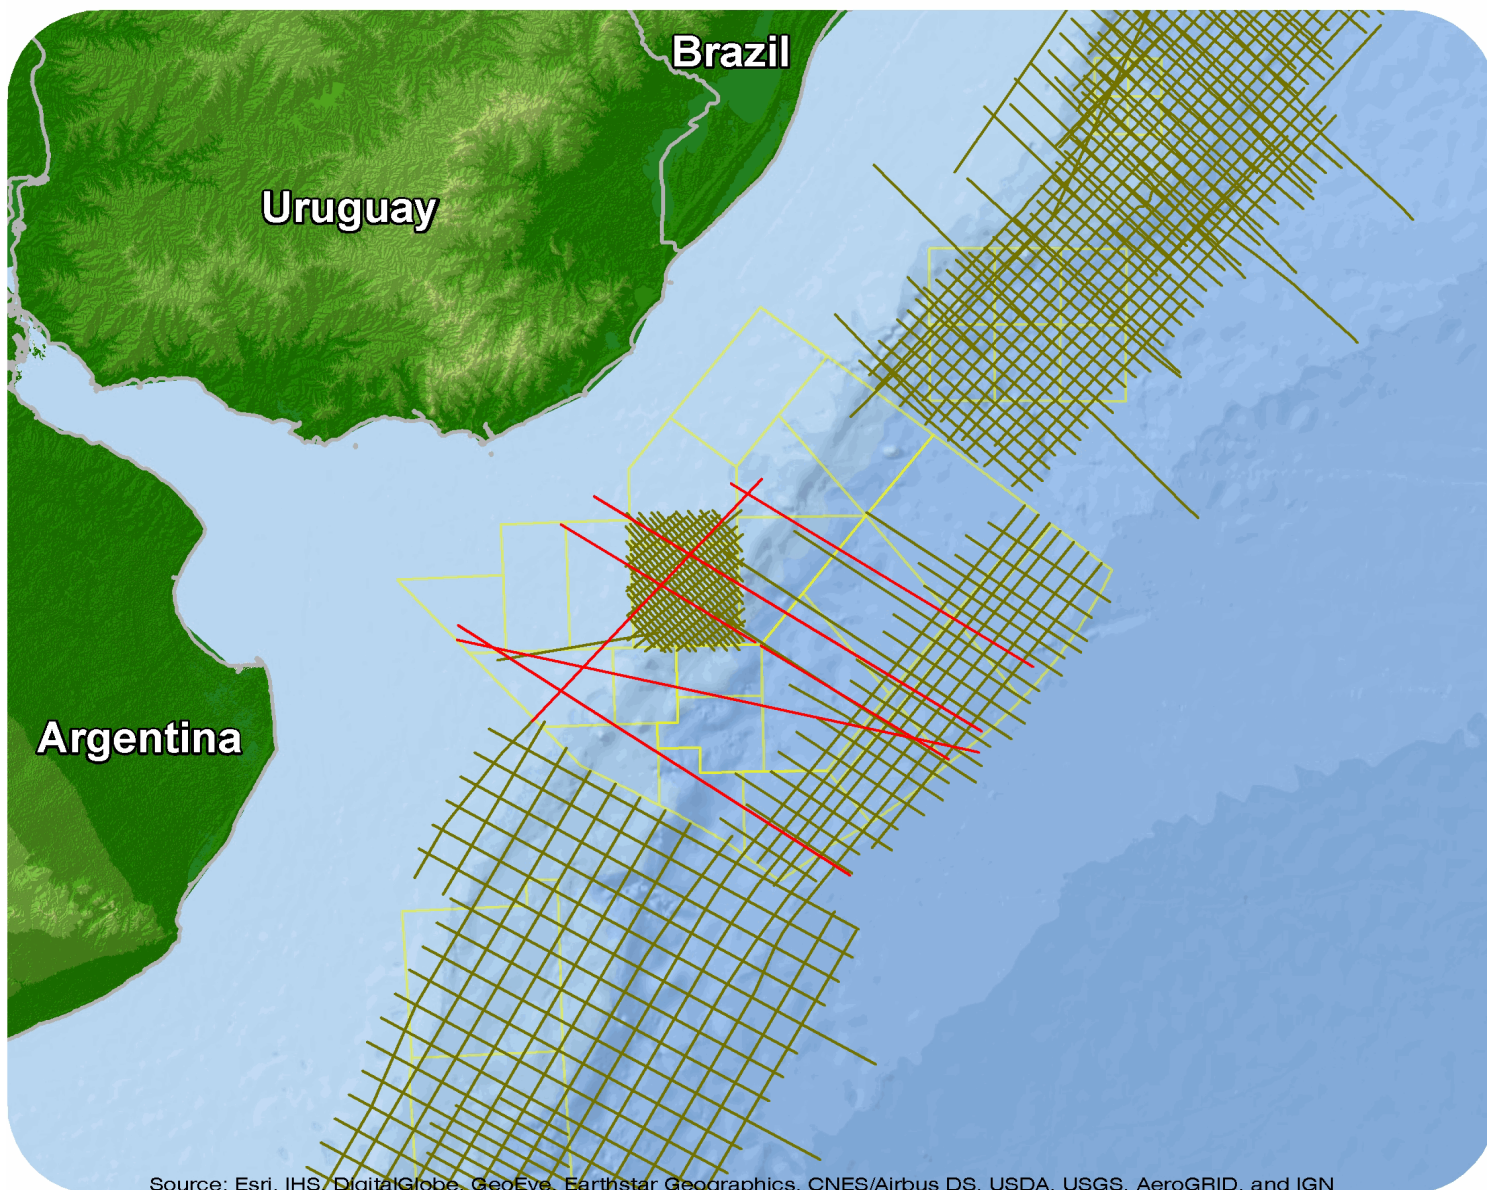 Brazil
Uruguay
Argentina
Source: Esri, IHS, DigitalGlobe, GeoEye, Earthstar Geographics, CNES/Airbus DS, USDA, USGS, AeroGRID, and IGN